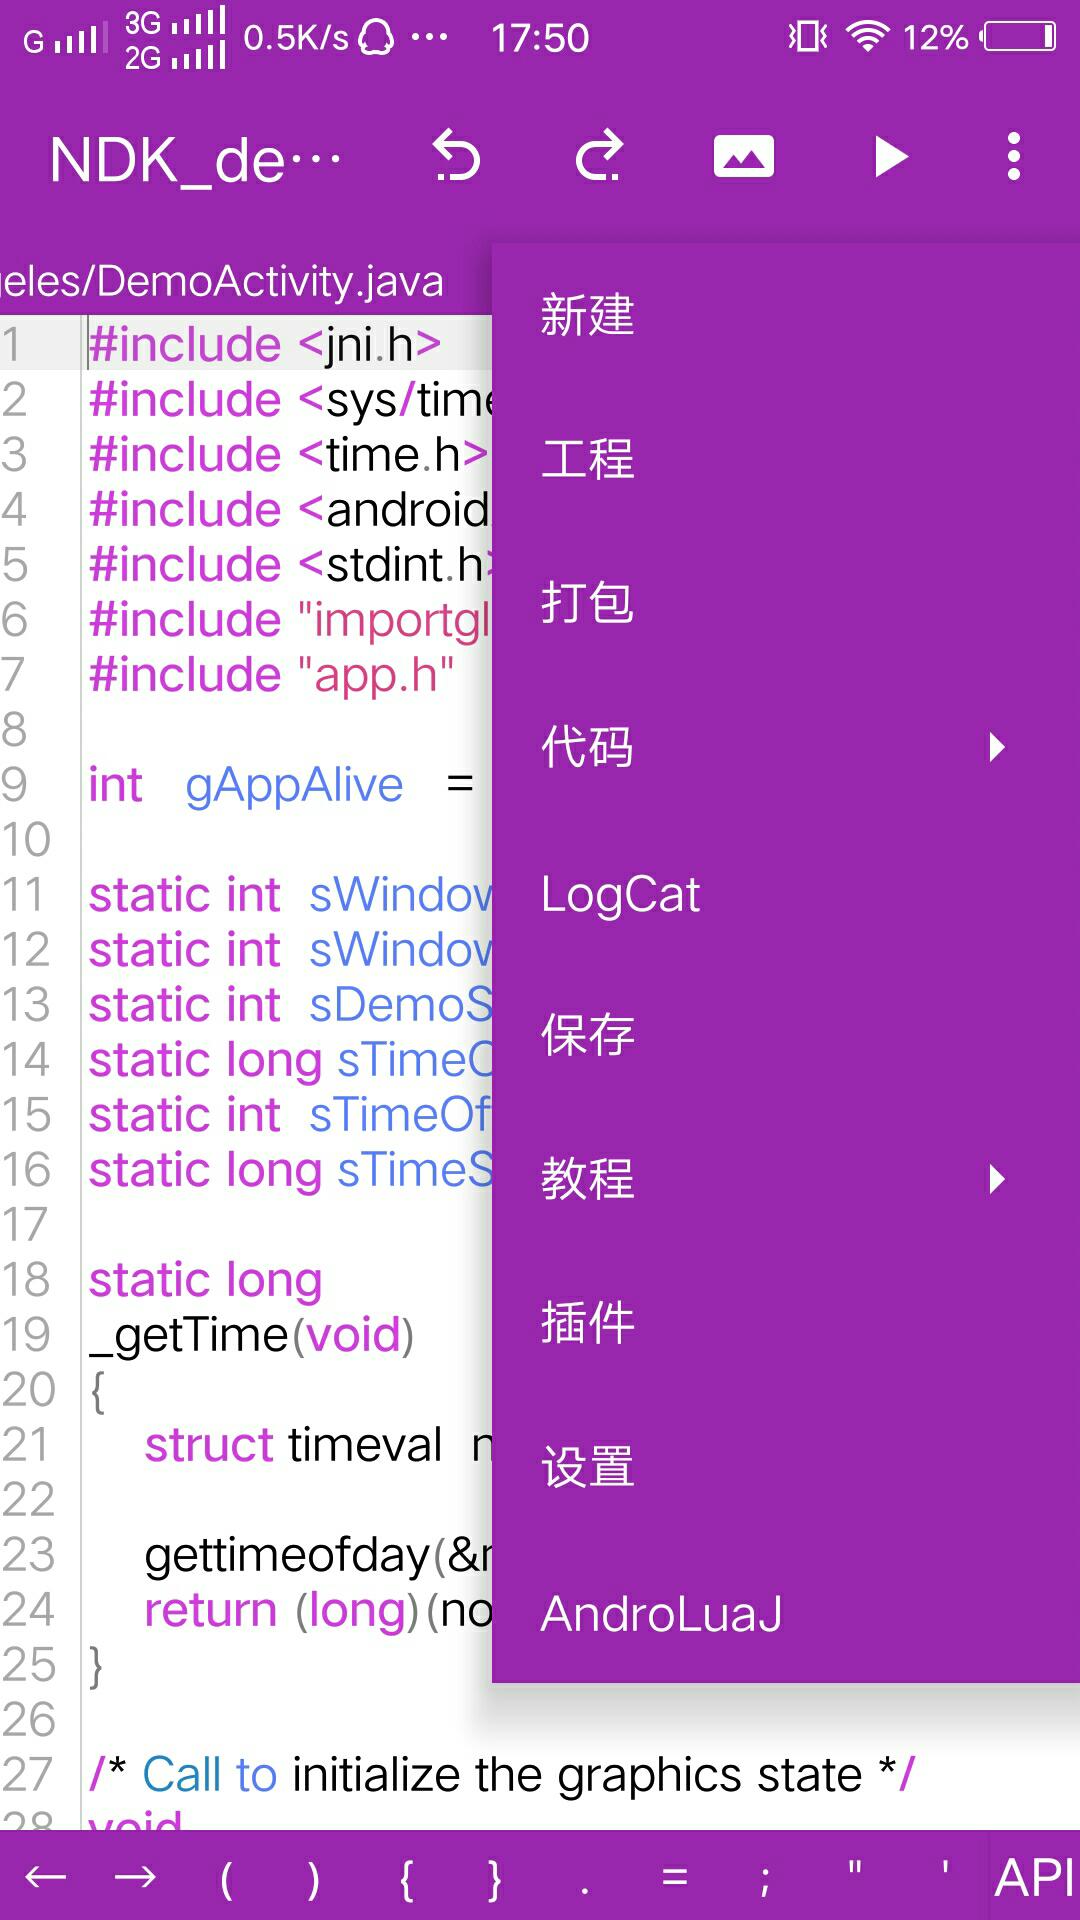 G 3G 2G 0.5K/s ··· 17:50 12%
NDK_de···
eles/DemoActivity.java
新建
工程
打包
代码
LogCat
保存
教程
插件
设置
AndroLuaJ
1 #include <jni.h>
2 #include <sys/time
3 #include <time.h>
4 #include <android
5 #include <stdint.h>
6 #include "importgl
7 #include "app.h"
8
9 int gAppAlive =
10
11 static int sWindow
12 static int sWindow
13 static int sDemoS
14 static long sTimeO
15 static int sTimeOf
16 static long sTimeS
17
18 static long
19 _getTime(void)
20 {
21 struct timeval n
22
23 gettimeofday(&n
24 return (long)(no
25 }
26
27 /* Call to initialize the graphics state */
28 void
← → ( ) { } . = ; " ' API